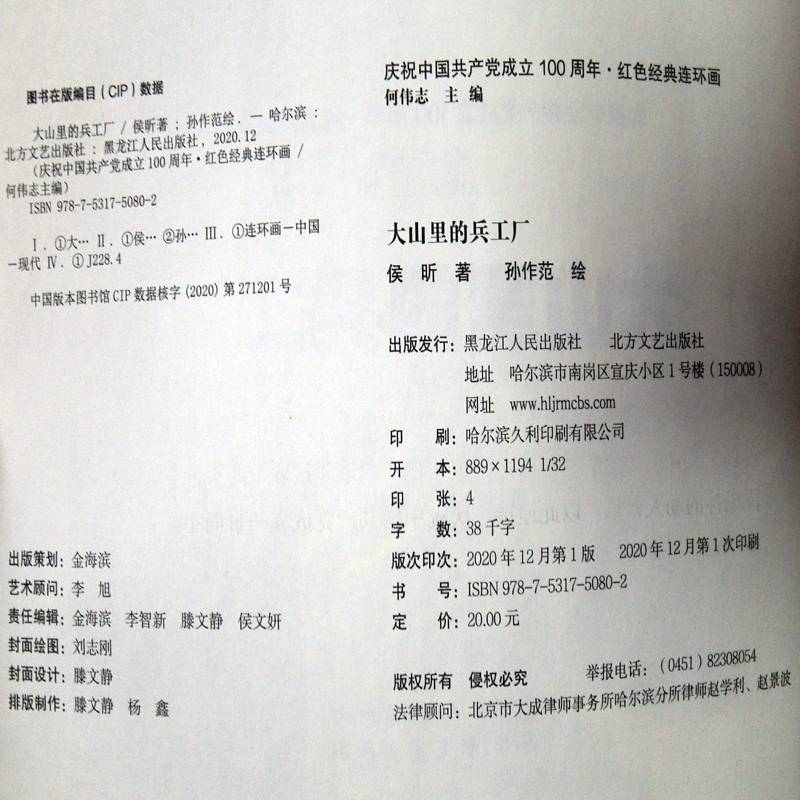 图书在版编目（CIP）数据
大山里的兵工厂 / 侯昕著；孙作范绘. — 哈尔滨：
北方文艺出版社：黑龙江人民出版社，2020.12
（庆祝中国共产党成立100周年·红色经典连环画 /
何伟志主编）
ISBN 978-7-5317-5080-2
Ⅰ. ①大… Ⅱ. ①侯… ②孙… Ⅲ. ①连环画－中国
－现代 Ⅳ. ①J228.4
中国版本图书馆CIP数据核字(2020)第271201号
出版策划：金海滨
艺术顾问：李 旭
责任编辑：金海滨 李智新 滕文静 侯文妍
封面绘图：刘志刚
封面设计：滕文静
排版制作：滕文静 杨 鑫
庆祝中国共产党成立100周年·红色经典连环画
何伟志 主 编
大山里的兵工厂
侯 昕 著 孙作范 绘
出版发行：黑龙江人民出版社 北方文艺出版社
地址 哈尔滨市南岗区宣庆小区1号楼（150008）
网址 www.hljrmcbs.com
印 刷：哈尔滨久利印刷有限公司
开 本：889×1194 1/32
印 张：4
字 数：38千字
版次印次：2020年12月第1版 2020年12月第1次印刷
书 号：ISBN 978-7-5317-5080-2
定 价：20.00元
版权所有 侵权必究 举报电话：（0451）82308054
法律顾问：北京市大成律师事务所哈尔滨分所律师赵学利、赵景波